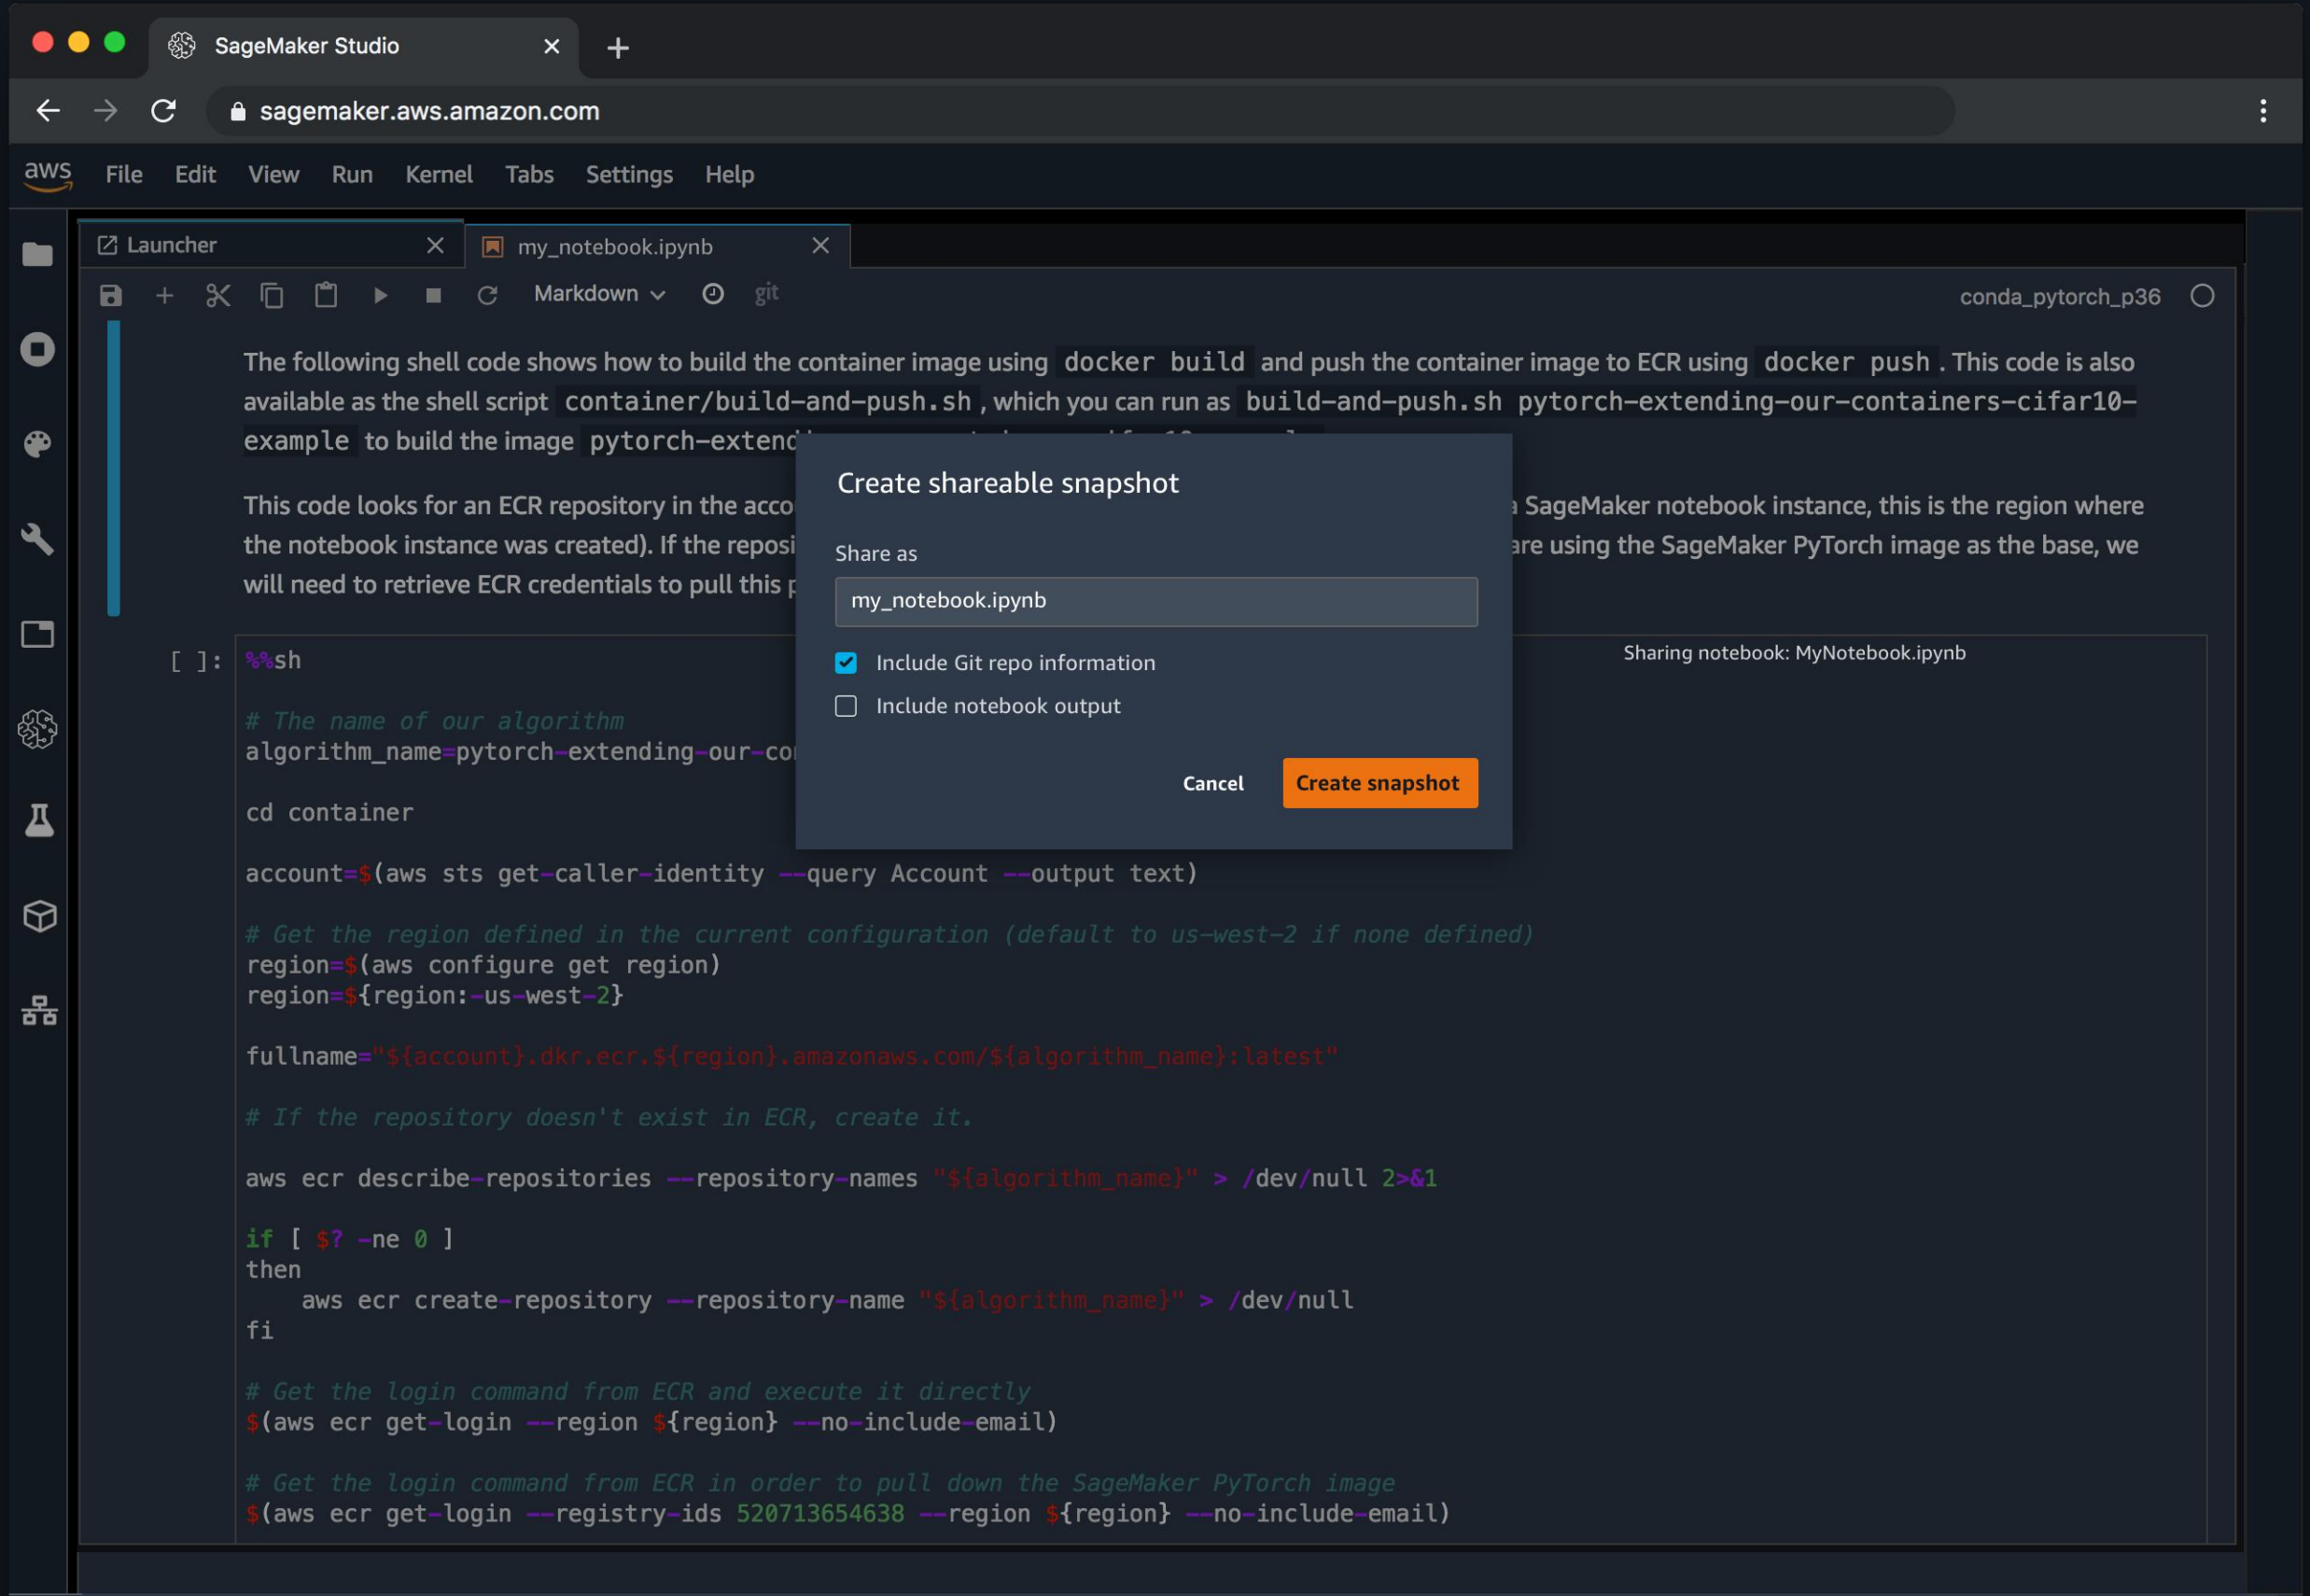 SageMaker Studio
sagemaker.aws.amazon.com
aws File Edit View Run Kernel Tabs Settings Help
Launcher my_notebook.ipynb
Markdown git conda_pytorch_p36
The following shell code shows how to build the container image using docker build and push the container image to ECR using docker push . This code is also
available as the shell script container/build-and-push.sh , which you can run as build-and-push.sh pytorch-extending-our-containers-cifar10-
example to build the image pytorch-extend
This code looks for an ECR repository in the acco SageMaker notebook instance, this is the region where
the notebook instance was created). If the reposi are using the SageMaker PyTorch image as the base, we
will need to retrieve ECR credentials to pull this p
Create shareable snapshot
Share as
my_notebook.ipynb
Include Git repo information
Include notebook output
Cancel Create snapshot
Sharing notebook: MyNotebook.ipynb
[ ]: %%sh
# The name of our algorithm
algorithm_name=pytorch-extending-our-co
cd container
account=$(aws sts get-caller-identity --query Account --output text)
# Get the region defined in the current configuration (default to us-west-2 if none defined)
region=$(aws configure get region)
region=${region:-us-west-2}
fullname="${account}.dkr.ecr.${region}.amazonaws.com/${algorithm_name}:latest"
# If the repository doesn't exist in ECR, create it.
aws ecr describe-repositories --repository-names "${algorithm_name}" > /dev/null 2>&1
if [ $? -ne 0 ]
then
aws ecr create-repository --repository-name "${algorithm_name}" > /dev/null
fi
# Get the login command from ECR and execute it directly
$(aws ecr get-login --region ${region} --no-include-email)
# Get the login command from ECR in order to pull down the SageMaker PyTorch image
$(aws ecr get-login --registry-ids 520713654638 --region ${region} --no-include-email)